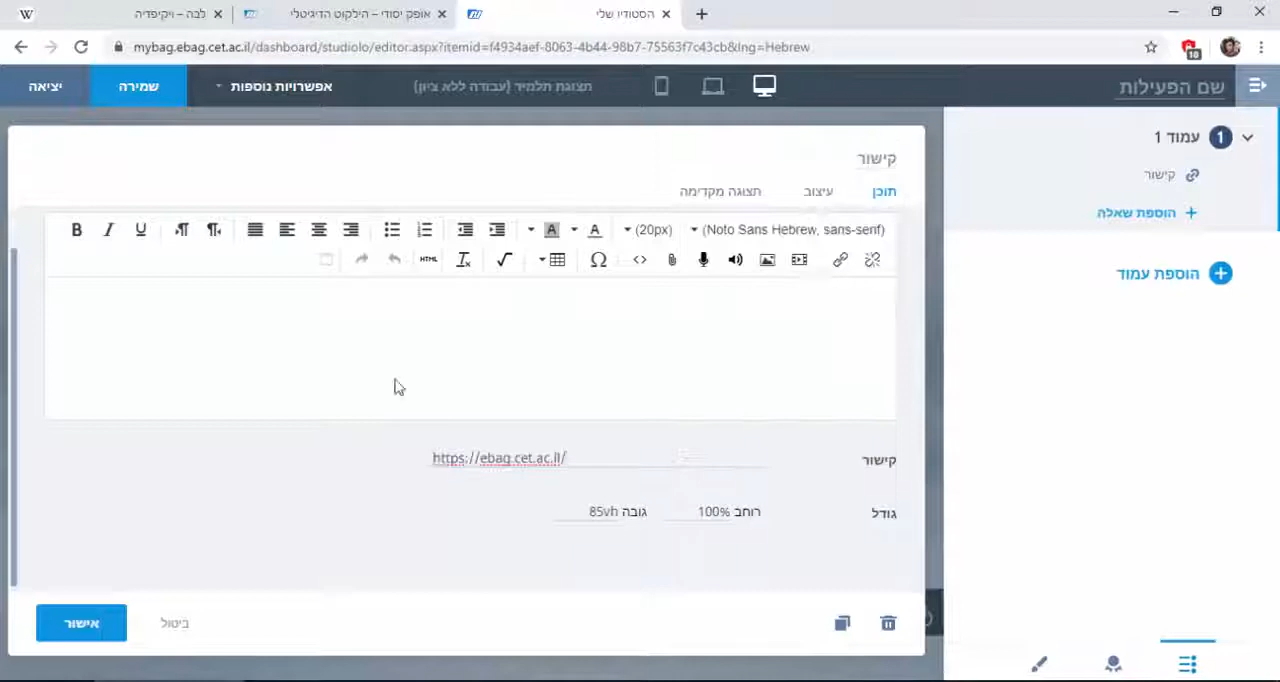 הסטודיו שלי
אופק יסודי – הילקוט הדיגיטלי
לבה – ויקיפדיה
mybag.ebag.cet.ac.il/dashboard/studiolo/editor.aspx?itemid=f4934aef-8063-4b44-98b7-75563f7c43cb&lng=Hebrew
10
שם הפעילות
תצוגת תלמיד (עבודה ללא ציון)
אפשרויות נוספות
שמירה
יציאה
1 עמוד 1
קישור
הוספת שאלה
הוספת עמוד
קישור
תוכן
עיצוב
תצוגה מקדימה
(Noto Sans Hebrew, sans-serif) (20px) A A U I B
HTML
קישור https://ebag.cet.ac.il/
גודל רוחב 100% גובה 85vh
ביטול
אישור